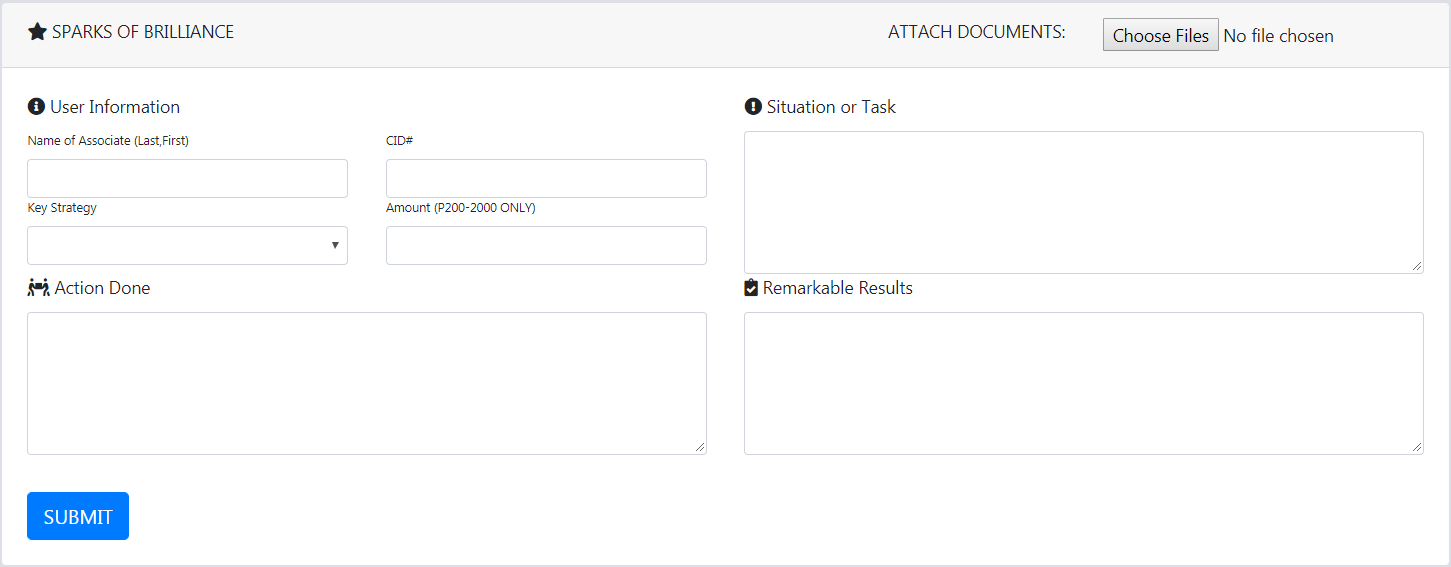 SPARKS OF BRILLIANCE
ATTACH DOCUMENTS: Choose Files No file chosen
User Information
Name of Associate (Last,First)
CID#
Key Strategy
Amount (P200-2000 ONLY)
Situation or Task
Action Done
Remarkable Results
SUBMIT